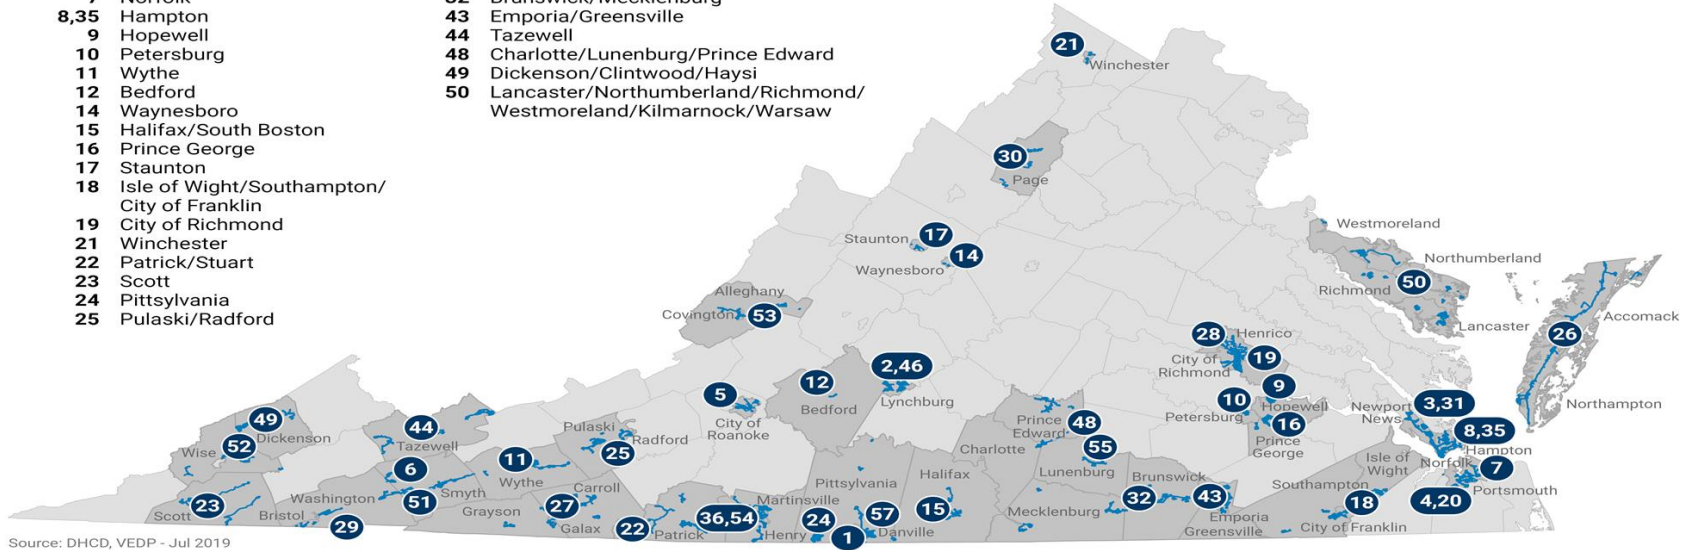 7 Norfolk
8,35 Hampton
9 Hopewell
10 Petersburg
11 Wythe
12 Bedford
14 Waynesboro
15 Halifax/South Boston
16 Prince George
17 Staunton
18 Isle of Wight/Southampton/
City of Franklin
19 City of Richmond
21 Winchester
22 Patrick/Stuart
23 Scott
24 Pittsylvania
25 Pulaski/Radford
32 Brunswick/Mecklenburg
43 Emporia/Greensville
44 Tazewell
48 Charlotte/Lunenburg/Prince Edward
49 Dickenson/Clintwood/Haysi
50 Lancaster/Northumberland/Richmond/
Westmoreland/Kilmarnock/Warsaw
21
Winchester
30
Page
Staunton
17
Waynesboro
14
Alleghany
Covington
53
Westmoreland
Northumberland
Richmond
50
Lancaster
Accomack
26
Northampton
28
Henrico
City of
Richmond
19
9
Hopewell
10
Petersburg
16
Prince
George
5
City of
Roanoke
12
Bedford
2,46
Lynchburg
Newport
News
3,31
8,35
Hampton
Norfolk
7
Portsmouth
4,20
Isle of
Wight
Southampton
18
City of Franklin
49
Dickenson
52
Wise
44
Tazewell
Pulaski
Radford
25
11
Wythe
6
Smyth
51
Washington
23
Scott
Bristol
29
Grayson
Carroll
27
Galax
22
Patrick
36,54
Martinsville
Henry
Pittsylvania
24
1
57
Danville
Halifax
15
Prince
Edward
48
Charlotte
55
Lunenburg
Brunswick
32
Mecklenburg
43
Emporia
Greensville
Source: DHCD, VEDP - Jul 2019